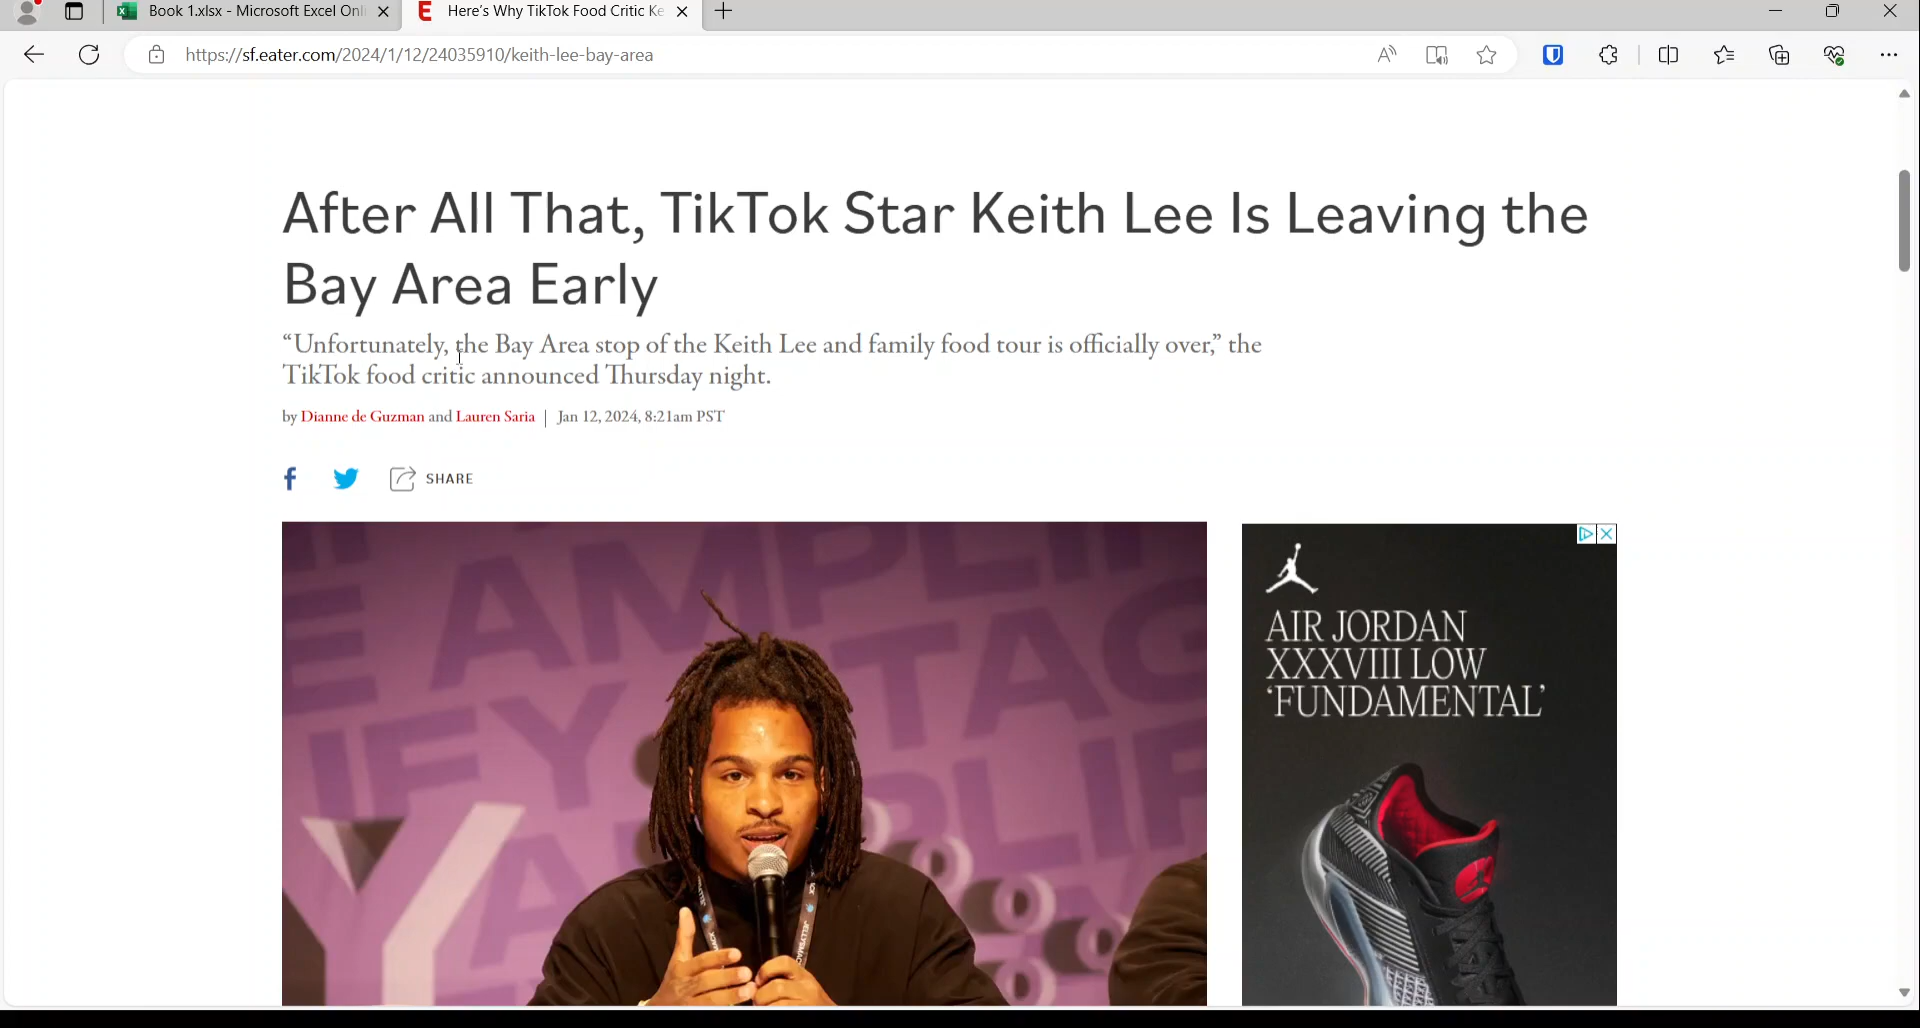 Book 1.xlsx - Microsoft Excel Onl
Here's Why TikTok Food Critic Ke
https://sf.eater.com/2024/1/12/24035910/keith-lee-bay-area
After All That, TikTok Star Keith Lee Is Leaving the
Bay Area Early
“Unfortunately, the Bay Area stop of the Keith Lee and family food tour is officially over,” the
TikTok food critic announced Thursday night.
by Dianne de Guzman and Lauren Saria | Jan 12, 2024, 8:21am PST
SHARE
E AMPLIF
TAG
IFY
AMPLIF
Y
AIR JORDAN
XXXVIII LOW
‘FUNDAMENTAL’